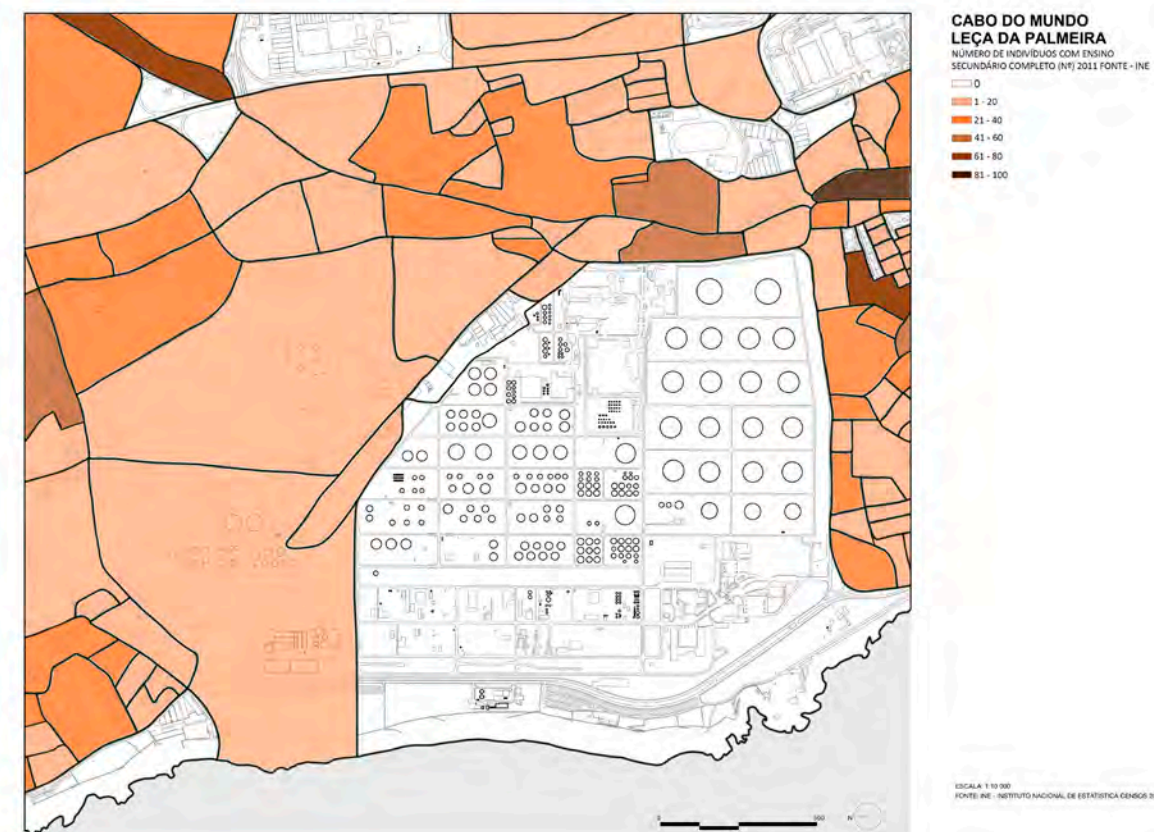 CABO DO MUNDO
LEÇA DA PALMEIRA
NÚMERO DE INDIVÍDUOS COM ENSINO
SECUNDÁRIO COMPLETO (Nº) 2011 FONTE - INE
0
1 - 20
21 - 40
41 - 60
61 - 80
81 - 100
ESCALA 1:10 000
FONTE: INE - INSTITUTO NACIONAL DE ESTATÍSTICA CENSOS
0 500 N